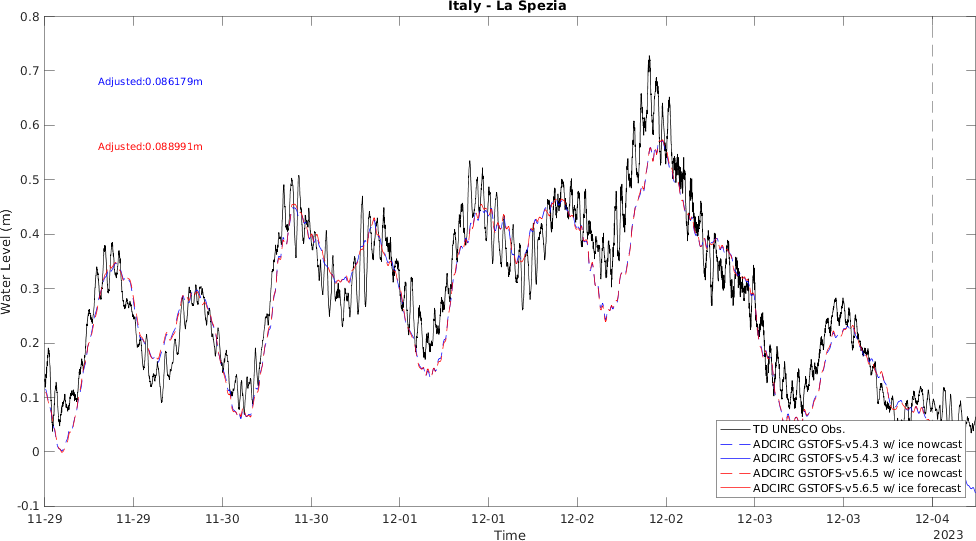 Italy - La Spezia
0.8
0.7
0.6
0.5
0.4
0.3
0.2
0.1
0
-0.1
Water Level (m)
Adjusted:0.086179m
Adjusted:0.088991m
TD UNESCO Obs.
ADCIRC GSTOFS-v5.4.3 w/ ice nowcast
ADCIRC GSTOFS-v5.4.3 w/ ice forecast
ADCIRC GSTOFS-v5.6.5 w/ ice nowcast
ADCIRC GSTOFS-v5.6.5 w/ ice forecast
11-29 11-29 11-30 11-30 12-01 12-01 12-02 12-02 12-03 12-03 12-04
Time
2023